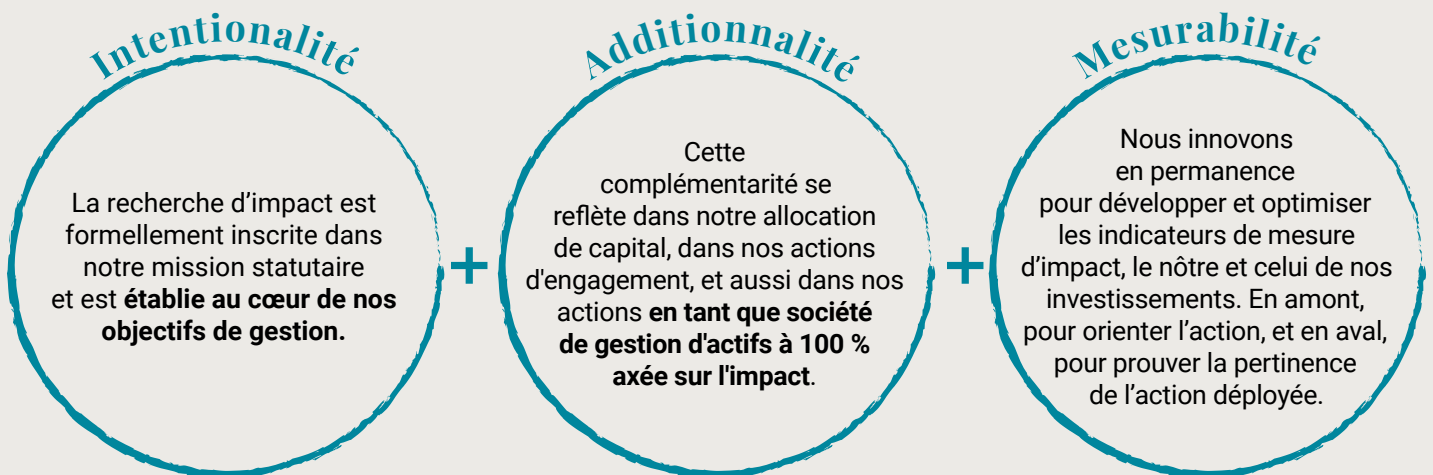 Intentionalité
La recherche d’impact est
formellement inscrite dans
notre mission statutaire
et est établie au cœur de nos
objectifs de gestion.
+
Additionnalité
Cette
complémentarité se
reflète dans notre allocation
de capital, dans nos actions
d'engagement, et aussi dans nos
actions en tant que société
de gestion d'actifs à 100 %
axée sur l'impact.
+
Mesurabilité
Nous innovons
en permanence
pour développer et optimiser
les indicateurs de mesure
d’impact, le nôtre et celui de nos
investissements. En amont,
pour orienter l’action, et en aval,
pour prouver la pertinence
de l’action déployée.